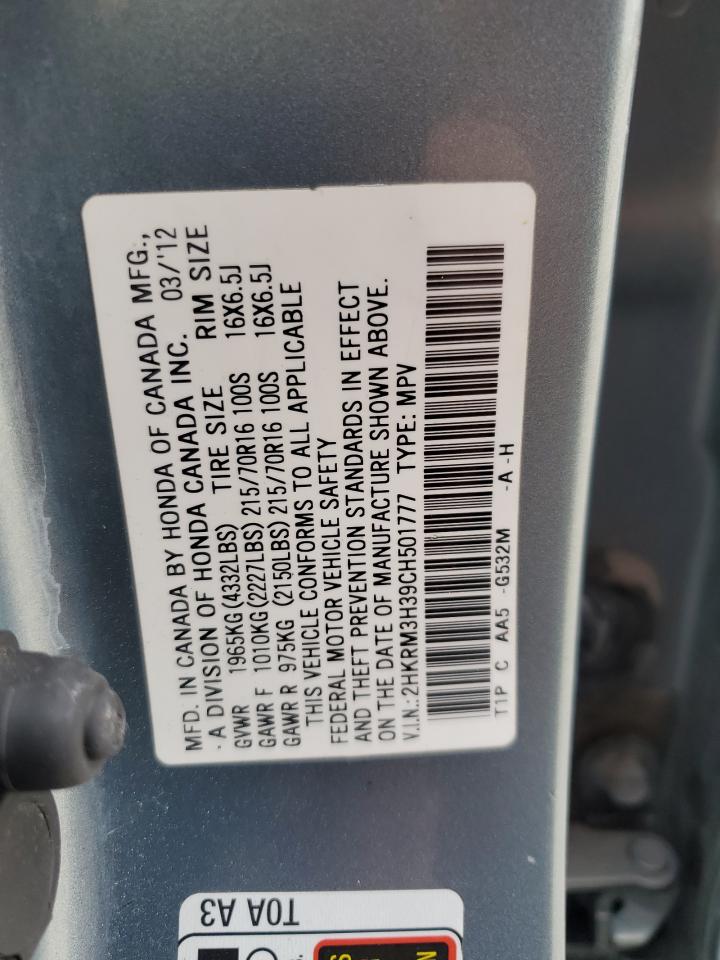 MFD. IN CANADA BY HONDA OF CANADA MFG.,
· A DIVISION OF HONDA CANADA INC. 03/'12
GVWR 1965KG(4332LBS) TIRE SIZE RIM SIZE
GAWR F 1010KG(2227LBS) 215/70R16 100S 16X6.5J
GAWR R 975KG (2150LBS) 215/70R16 100S 16X6.5J
THIS VEHICLE CONFORMS TO ALL APPLICABLE
FEDERAL MOTOR VEHICLE SAFETY
AND THEFT PREVENTION STANDARDS IN EFFECT
ON THE DATE OF MANUFACTURE SHOWN ABOVE.
V.I.N.: 2HKRM3H39CH501777 TYPE: MPV
T1P C AA5 -G532M -A -H
TOA A3